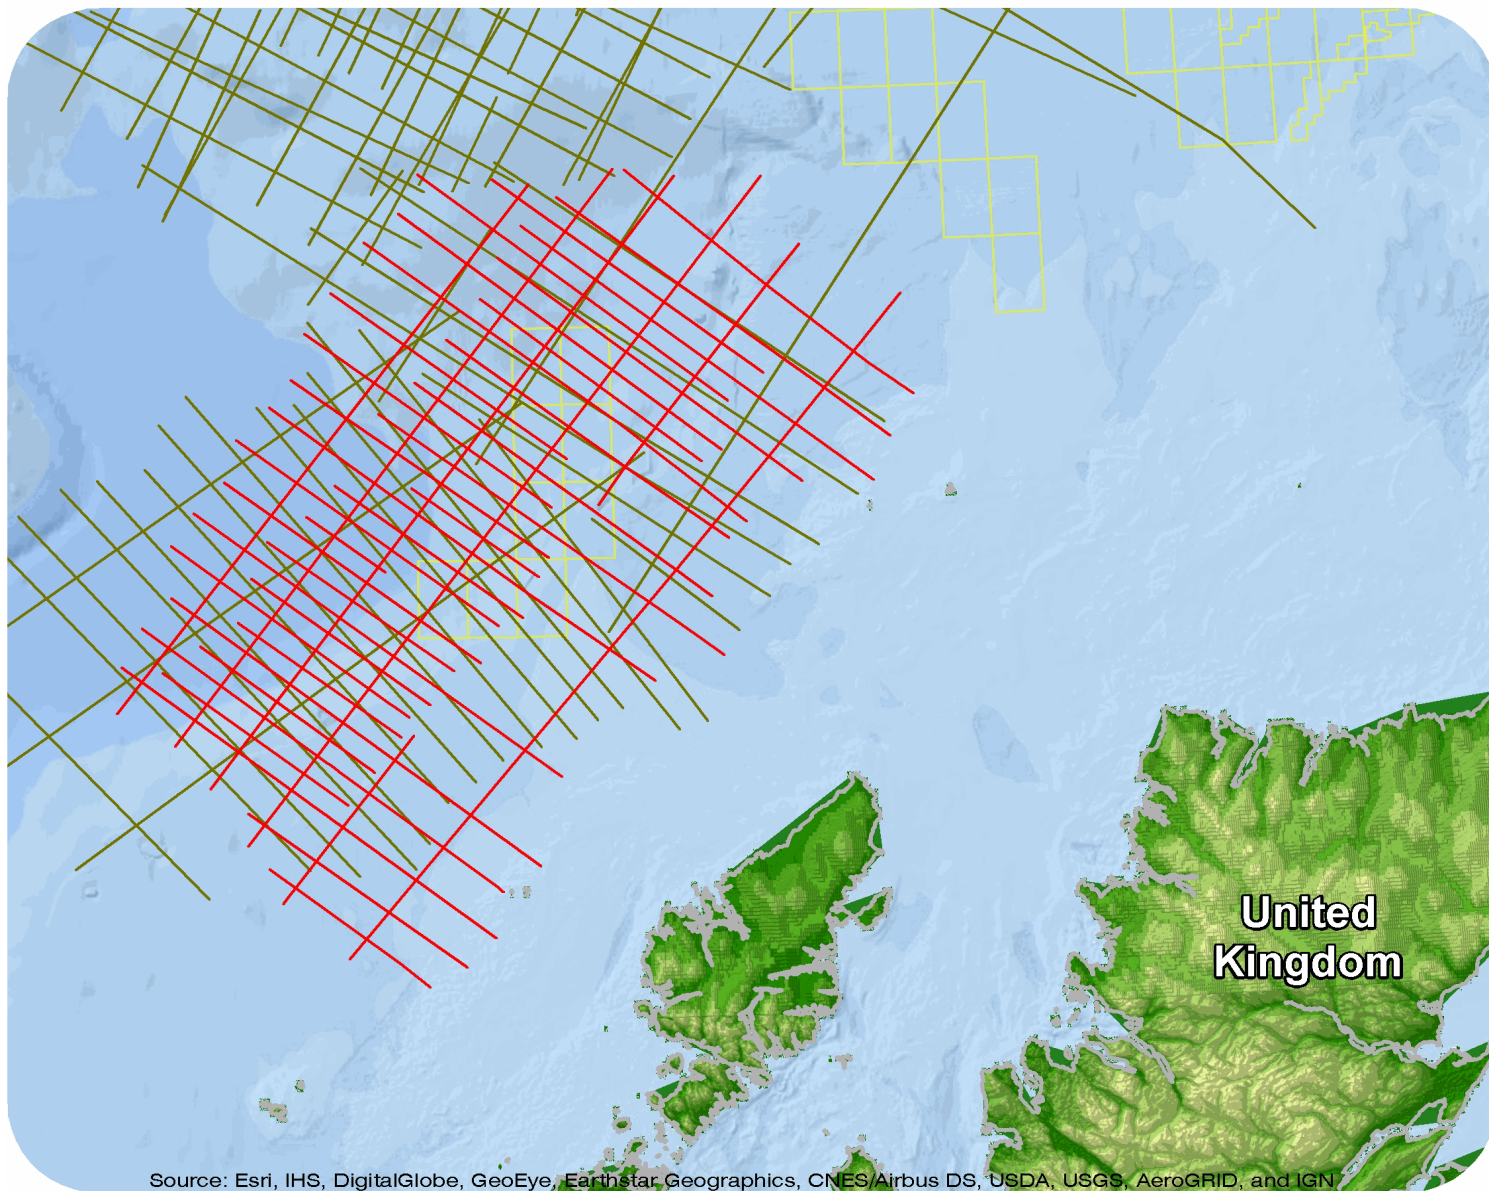 United
Kingdom
Source: Esri, IHS, DigitalGlobe, GeoEye, Earthstar Geographics, CNES/Airbus DS, USDA, USGS, AeroGRID, and IGN